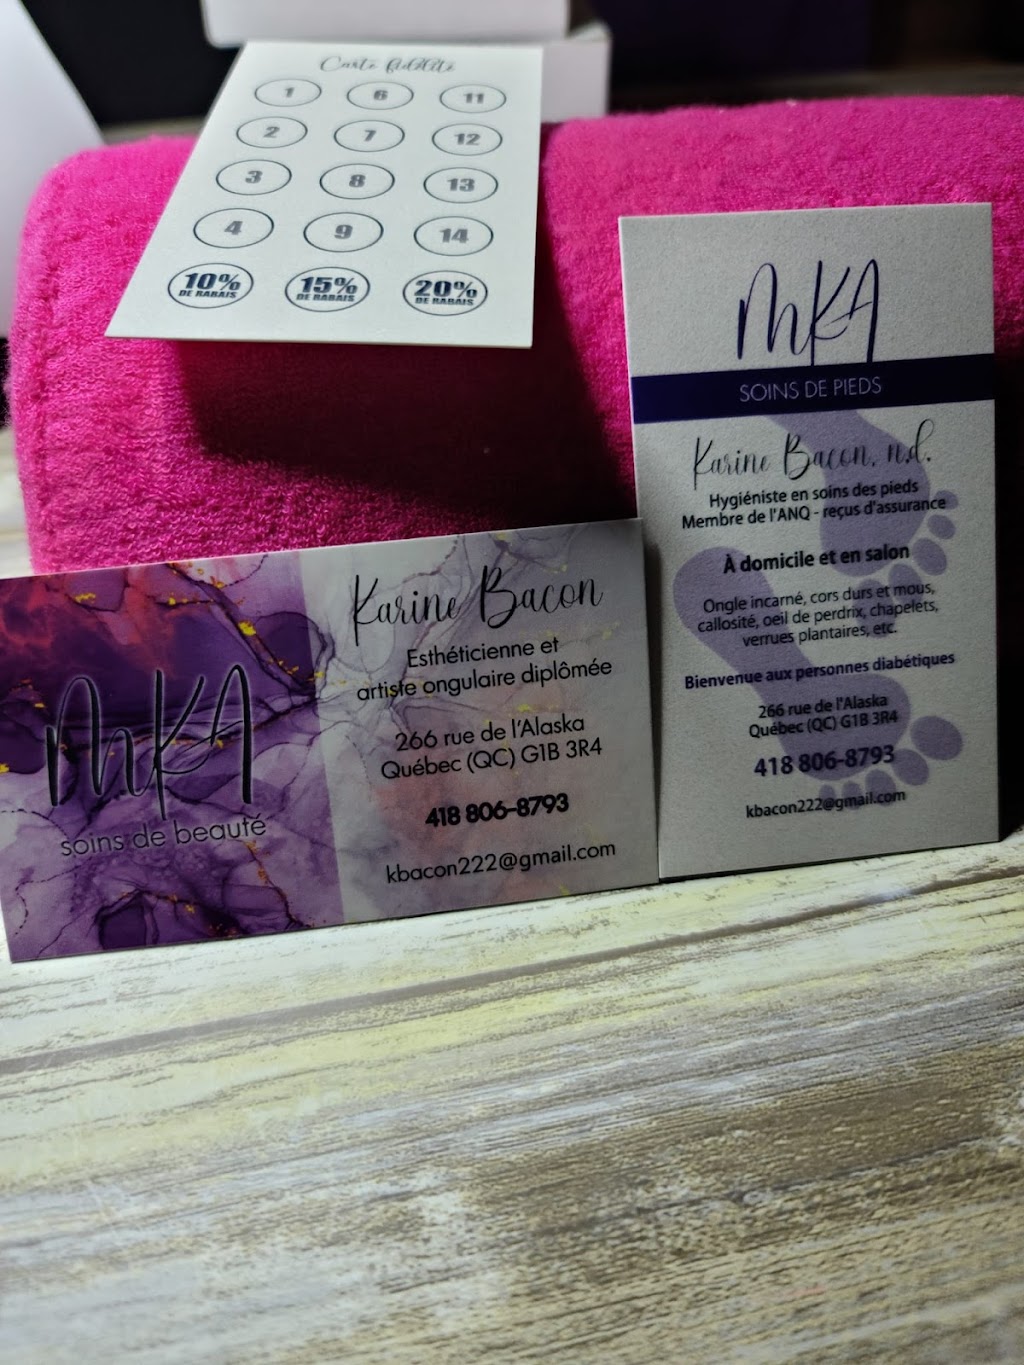 Carte fidélité
1 6 11
2 7 12
3 8 13
4 9 14
10% 15% 20%
DE RABAIS DE RABAIS DE RABAIS
MKA
SOINS DE PIEDS
Karine Bacon, n.d.
Hygiéniste en soins des pieds
Membre de l'ANQ - reçus d'assurance
À domicile et en salon
Ongle incarné, cors durs et mous,
callosité, oeil de perdrix, chapelets,
verrues plantaires, etc.
Bienvenue aux personnes diabétiques
266 rue de l'Alaska
Québec (QC) G1B 3R4
418 806-8793
kbacon222@gmail.com
MKA
soins de beauté
Karine Bacon
Esthéticienne et
artiste ongulaire diplômée
266 rue de l'Alaska
Québec (QC) G1B 3R4
418 806-8793
kbacon222@gmail.com